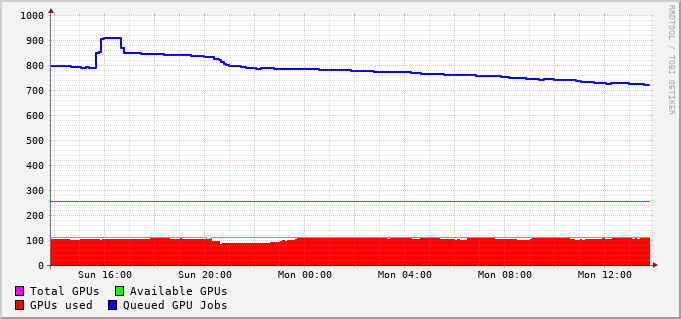 1000
900
800
700
600
500
400
300
200
100
0
Sun 16:00 Sun 20:00 Mon 00:00 Mon 04:00 Mon 08:00 Mon 12:00
Total GPUs Available GPUs
GPUs used Queued GPU Jobs
RRDTOOL / TOBI OETIKER